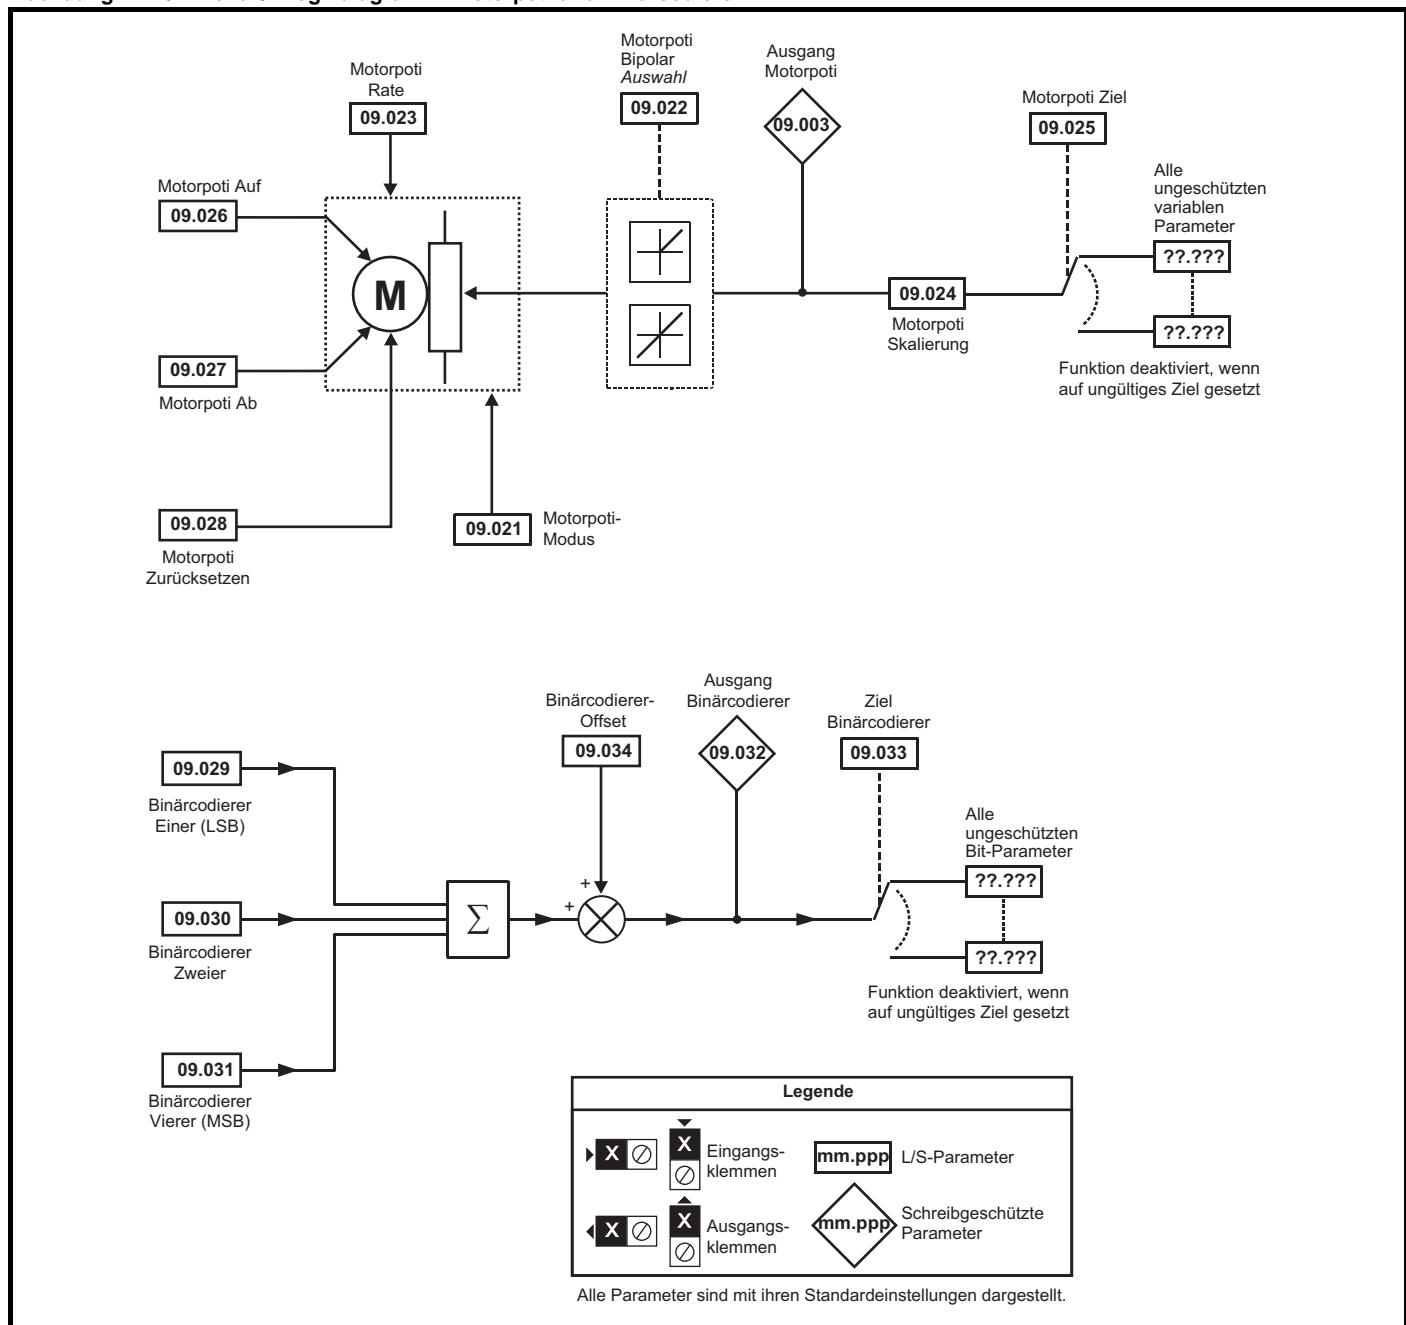 Motorpoti
Rate
09.023
Motorpoti
Bipolar
Auswahl
09.022
Ausgang
Motorpoti
09.003
Motorpoti Ziel
09.025
Alle
ungeschützten
variablen
Parameter
??.???
??.???
Funktion deaktiviert, wenn
auf ungültiges Ziel gesetzt
Motorpoti Auf
09.026
M
09.024
Motorpoti
Skalierung
09.027
Motorpoti Ab
09.028
Motorpoti
Zurücksetzen
09.021
Motorpoti-
Modus
Binärcodierer-
Offset
09.034
Ausgang
Binärcodierer
09.032
Ziel
Binärcodierer
09.033
09.029
Binärcodierer
Einer (LSB)
Alle
ungeschützten
Bit-Parameter
??.???
??.???
Funktion deaktiviert, wenn
auf ungültiges Ziel gesetzt
09.030
Binärcodierer
Zweier
Σ
+
+
09.031
Binärcodierer
Vierer (MSB)
Legende
X
X
Eingangs-
klemmen
mm.ppp
L/S-Parameter
X
X
Ausgangs-
klemmen
mm.ppp
Schreibgeschützte
Parameter
Alle Parameter sind mit ihren Standardeinstellungen dargestellt.